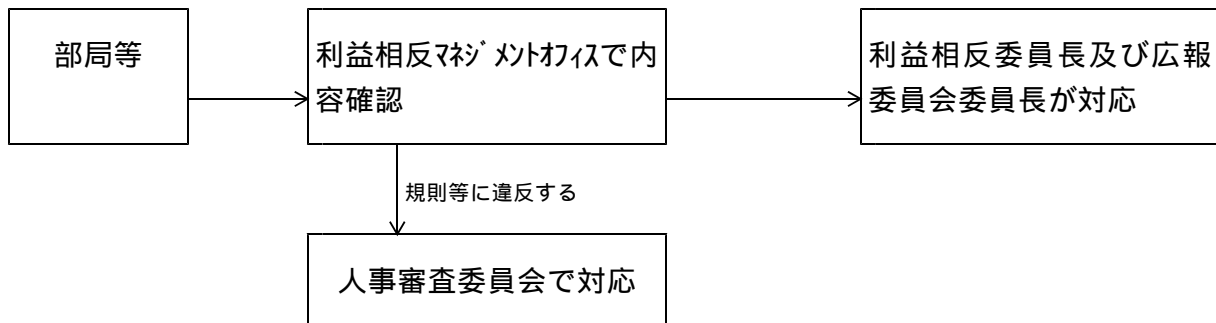 部局等
利益相反ﾏﾈｼﾞﾒﾝﾄｵﾌｨｽで内
容確認
利益相反委員長及び広報
委員会委員長が対応
規則等に違反する
人事審査委員会で対応